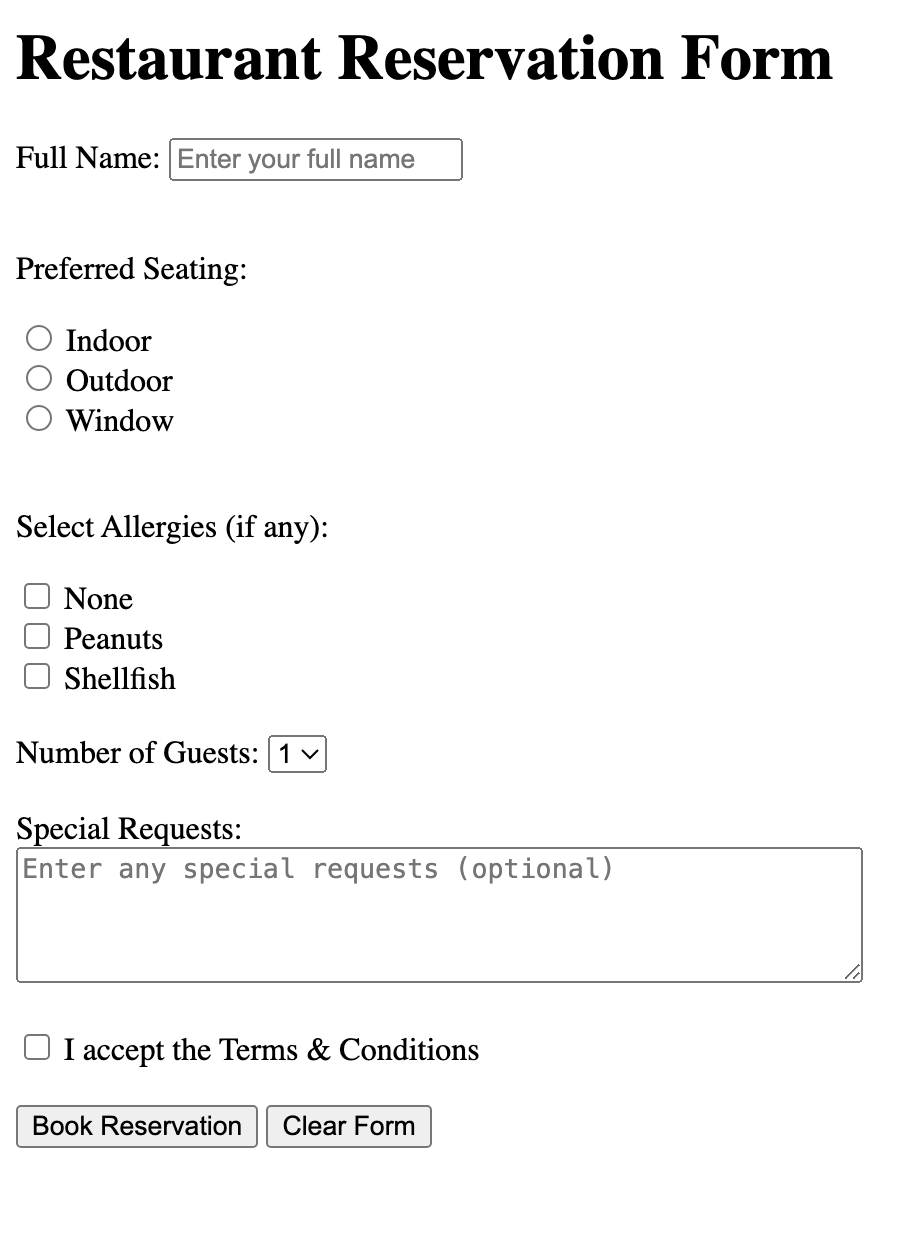 Restaurant Reservation Form
Full Name: Enter your full name
Preferred Seating:
Indoor
Outdoor
Window
Select Allergies (if any):
None
Peanuts
Shellfish
Number of Guests: 1
Special Requests:
Enter any special requests (optional)
I accept the Terms & Conditions
Book Reservation Clear Form